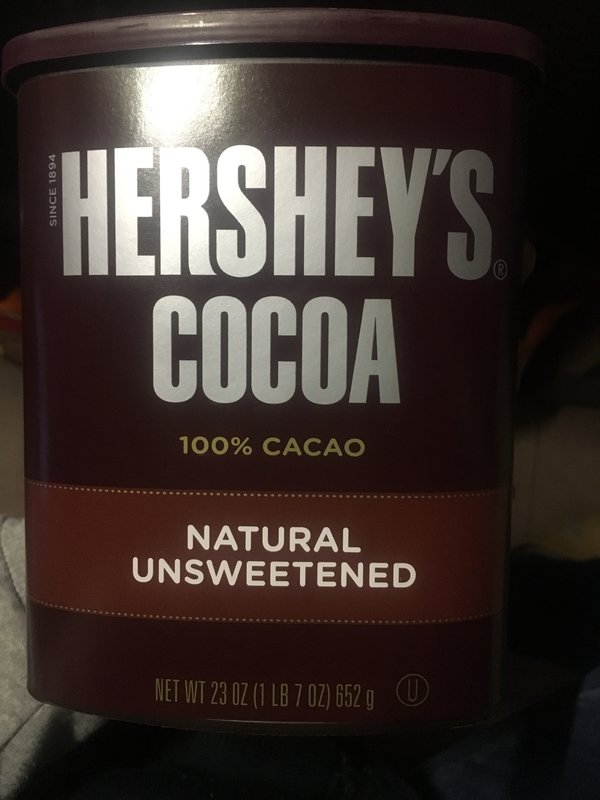 SINCE 1894
HERSHEY'S®
COCOA
100% CACAO
NATURAL
UNSWEETENED
NET WT 23 OZ (1 LB 7 OZ) 652 g
U